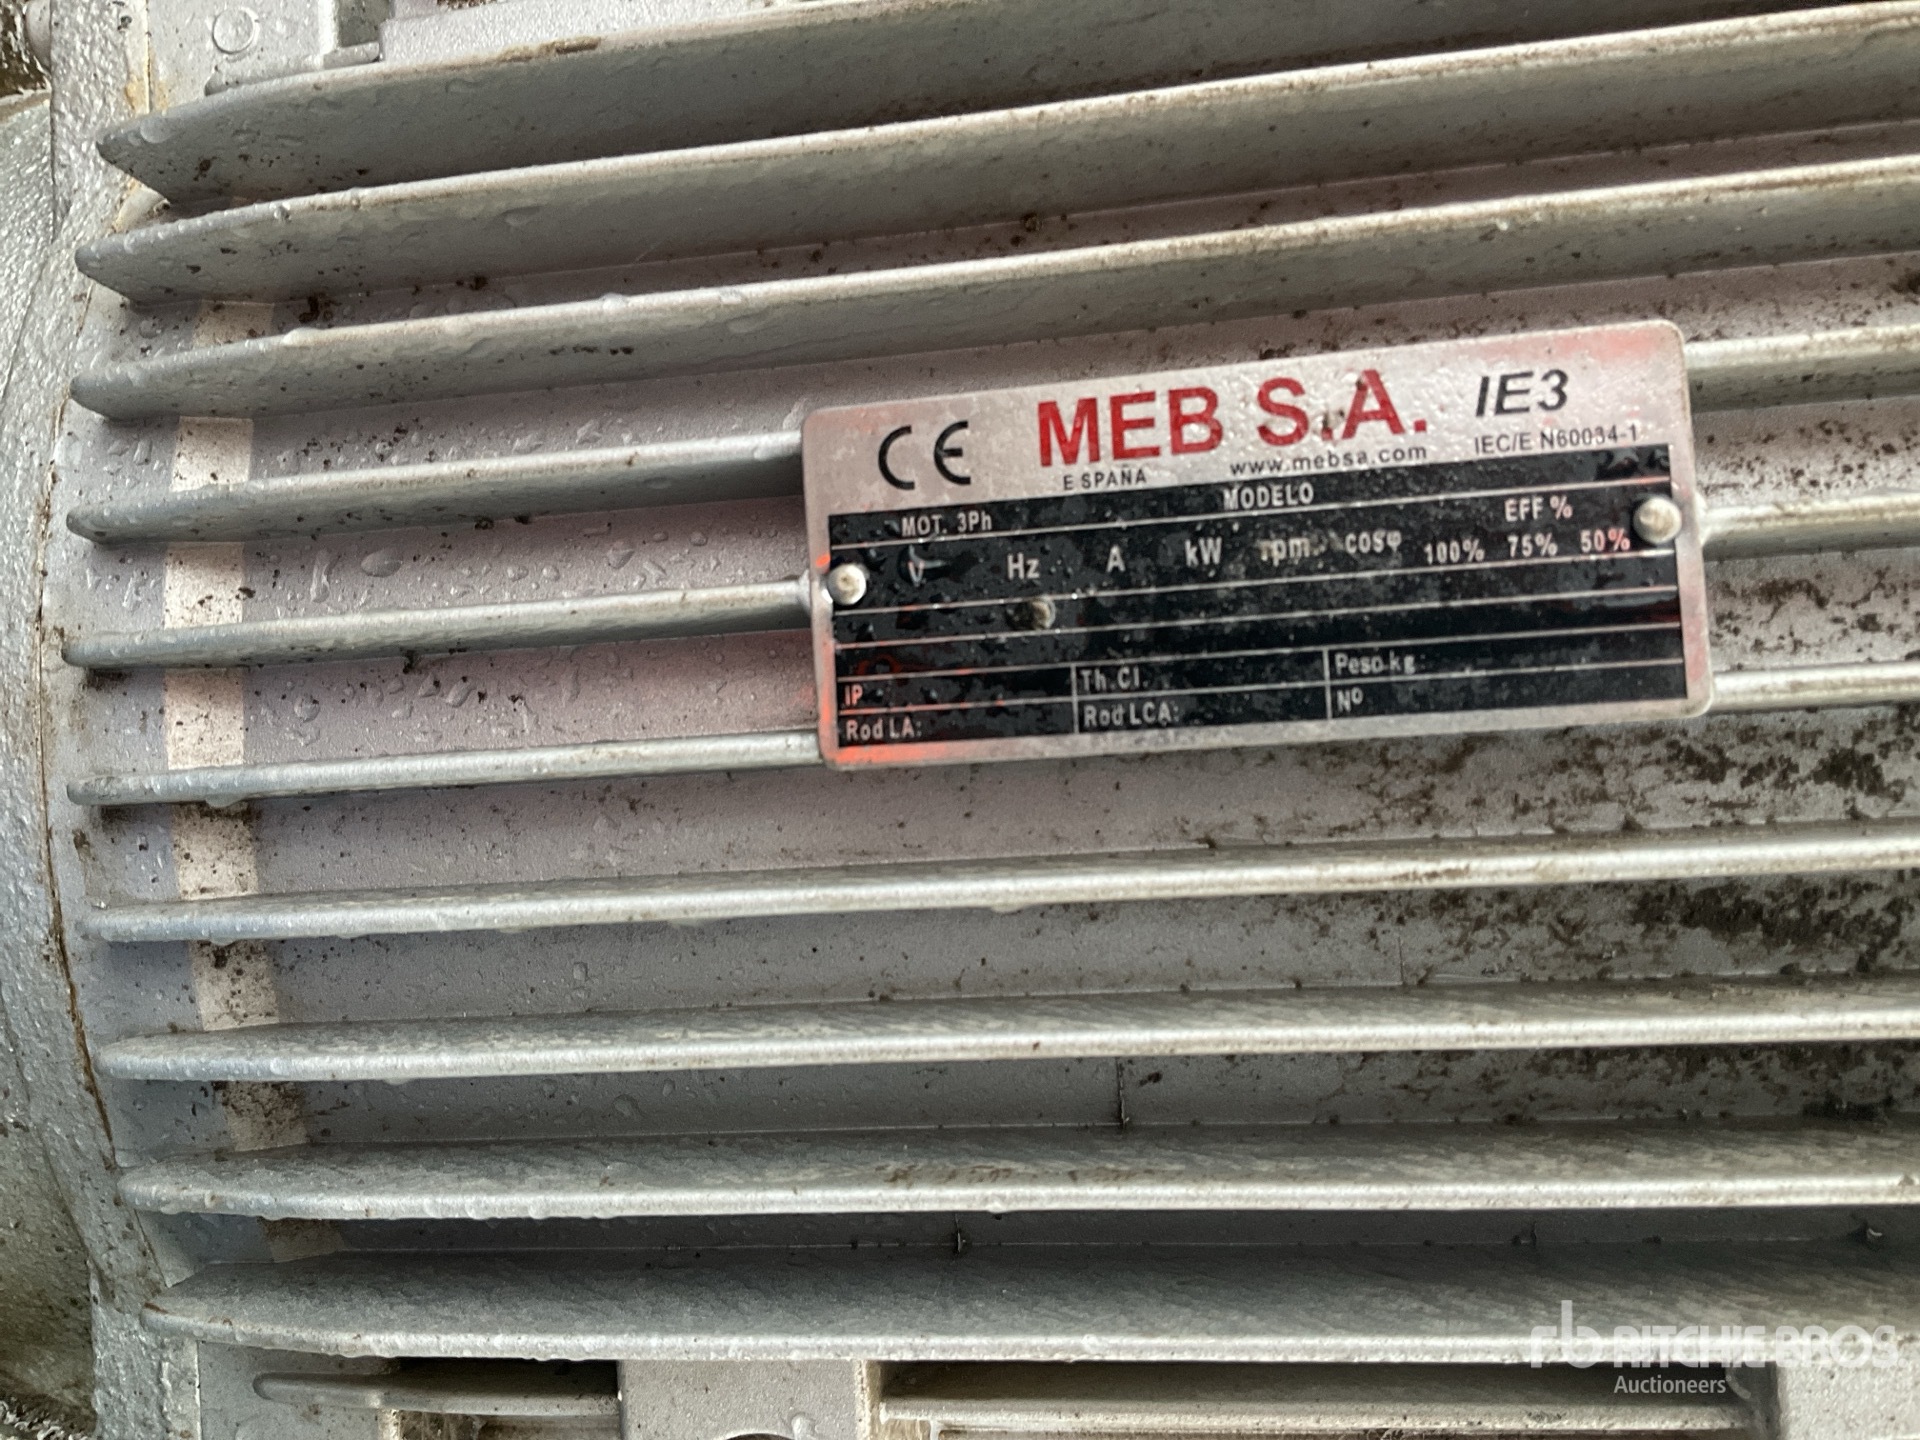 CE MEB S.A. IE3
ESPAÑA www.mebsa.com IEC/EN60034-1
MOT. 3Ph MODELO
EFF %
V Hz A kW rpm. cosφ 100% 75% 50%
IP Th.Cl. Peso kg:
Rod LA: Rod LCA: Nº
rb RITCHIE BROS.
Auctioneers